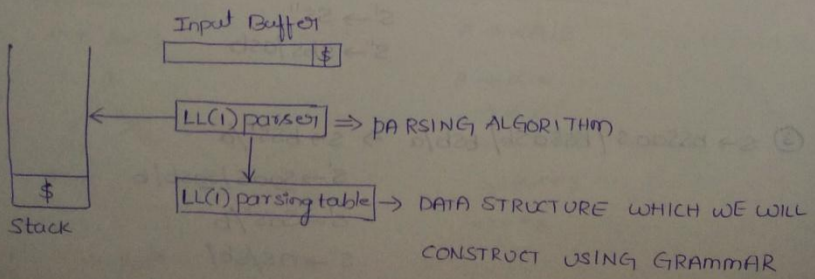 Input Buffer
$
LL(1) parser ⇒ PARSING ALGORITHM
$
LL(1) parsing table → DATA STRUCTURE WHICH WE WILL
Stack
CONSTRUCT USING GRAMMAR